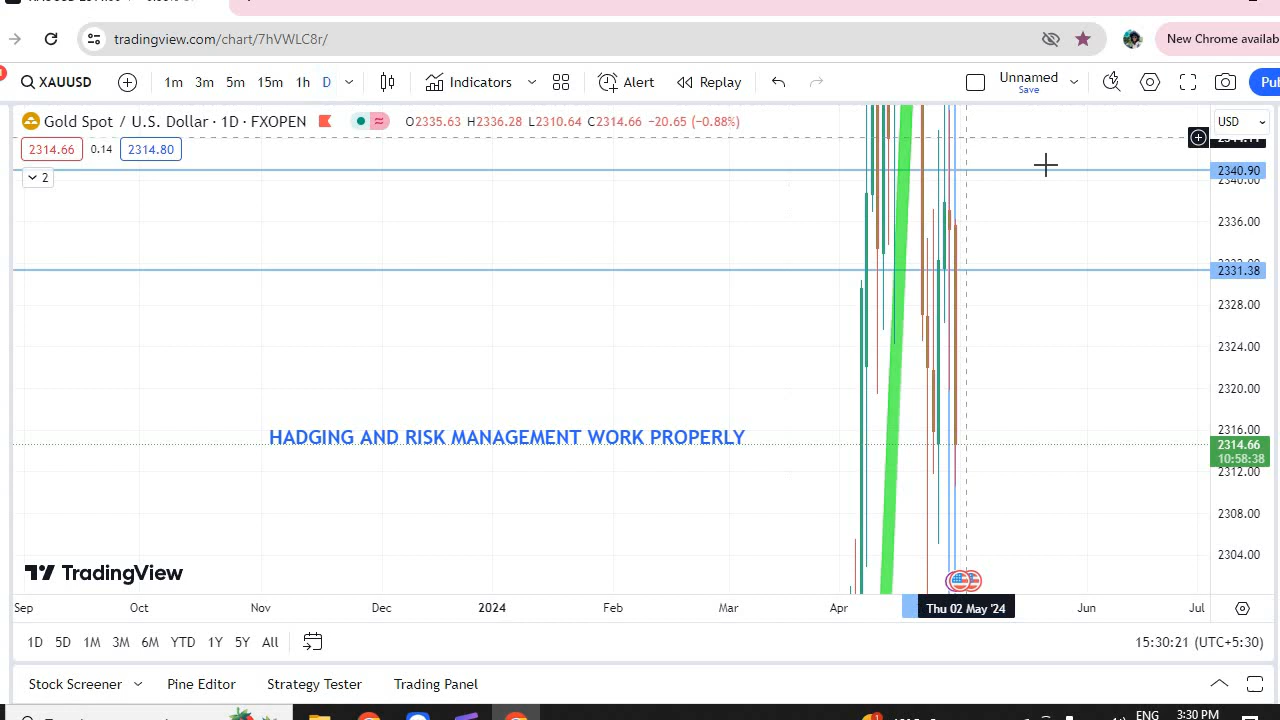 tradingview.com/chart/7hVWLC8r/
New Chrome availab
XAUUSD
1m 3m 5m 15m 1h D
Indicators
Alert
Replay
Unnamed
Save
Pu
Gold Spot / U.S. Dollar · 1D · FXOPEN
O2335.63 H2336.28 L2310.64 C2314.66 −20.65 (−0.88%)
USD
2314.66 0.14 2314.80
2
2340.90
2340.00
2336.00
2331.38
2328.00
2324.00
2320.00
2316.00
HADGING AND RISK MANAGEMENT WORK PROPERLY
2314.66
10:58:38
2312.00
2308.00
2304.00
TradingView
Sep Oct Nov Dec 2024 Feb Mar Apr Thu 02 May '24 Jun Jul
1D 5D 1M 3M 6M YTD 1Y 5Y All
15:30:21 (UTC+5:30)
Stock Screener Pine Editor Strategy Tester Trading Panel
ENG
3:30 PM